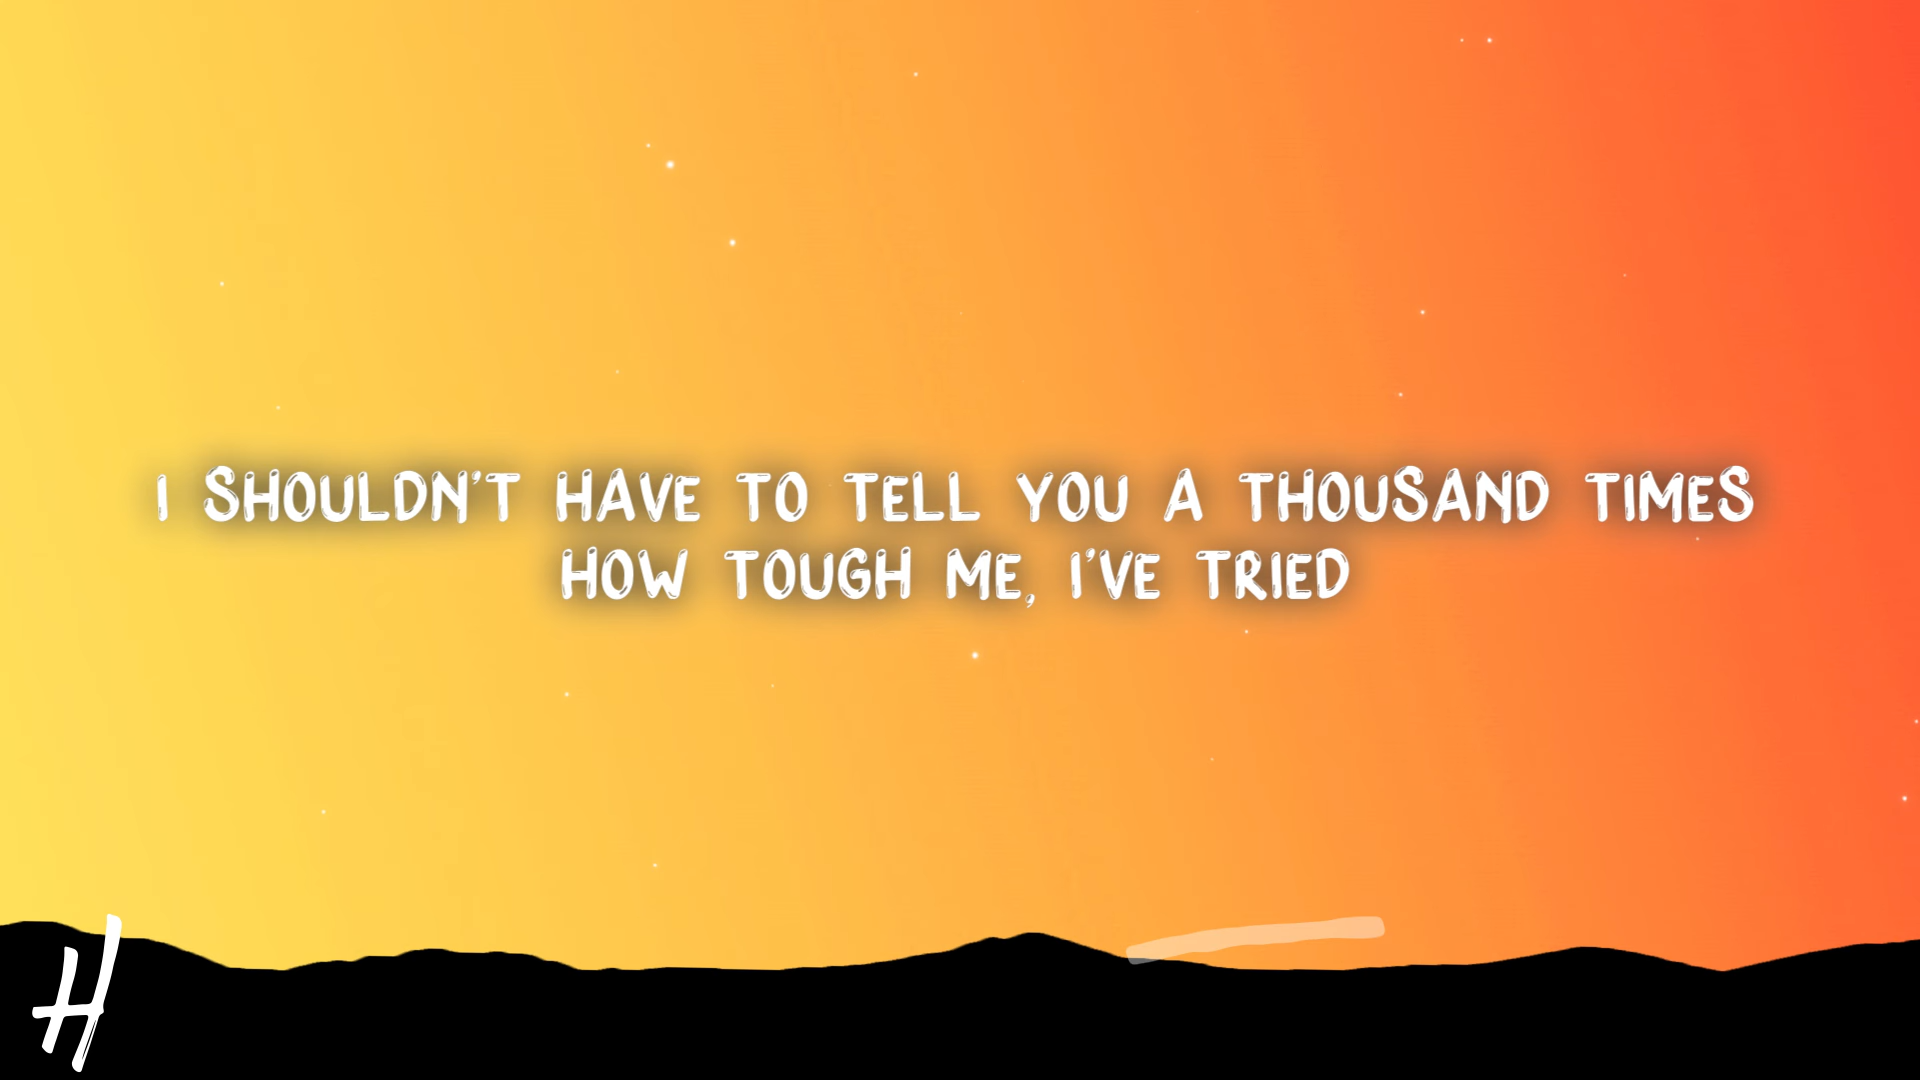 I SHOULDN'T HAVE TO TELL YOU A THOUSAND TIMES
HOW TOUGH ME, I'VE TRIED
H